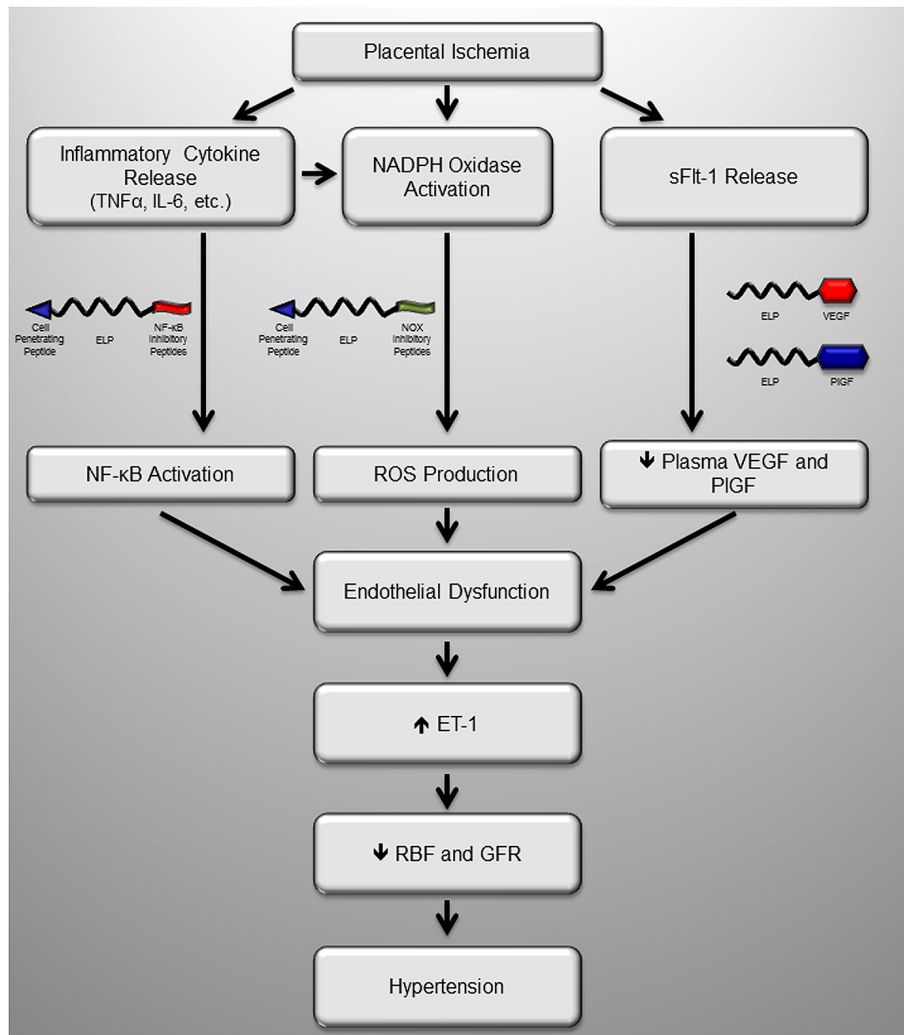 Placental Ischemia
Inflammatory Cytokine
Release
(TNFα, IL-6, etc.)
NADPH Oxidase
Activation
sFlt-1 Release
Cell
Penetrating
Peptide
ELP
NF-κB
Inhibitory
Peptides
Cell
Penetrating
Peptide
ELP
NOX
Inhibitory
Peptides
ELP
VEGF
ELP
PlGF
NF-κB Activation
ROS Production
↓ Plasma VEGF and
PlGF
Endothelial Dysfunction
↑ ET-1
↓ RBF and GFR
Hypertension